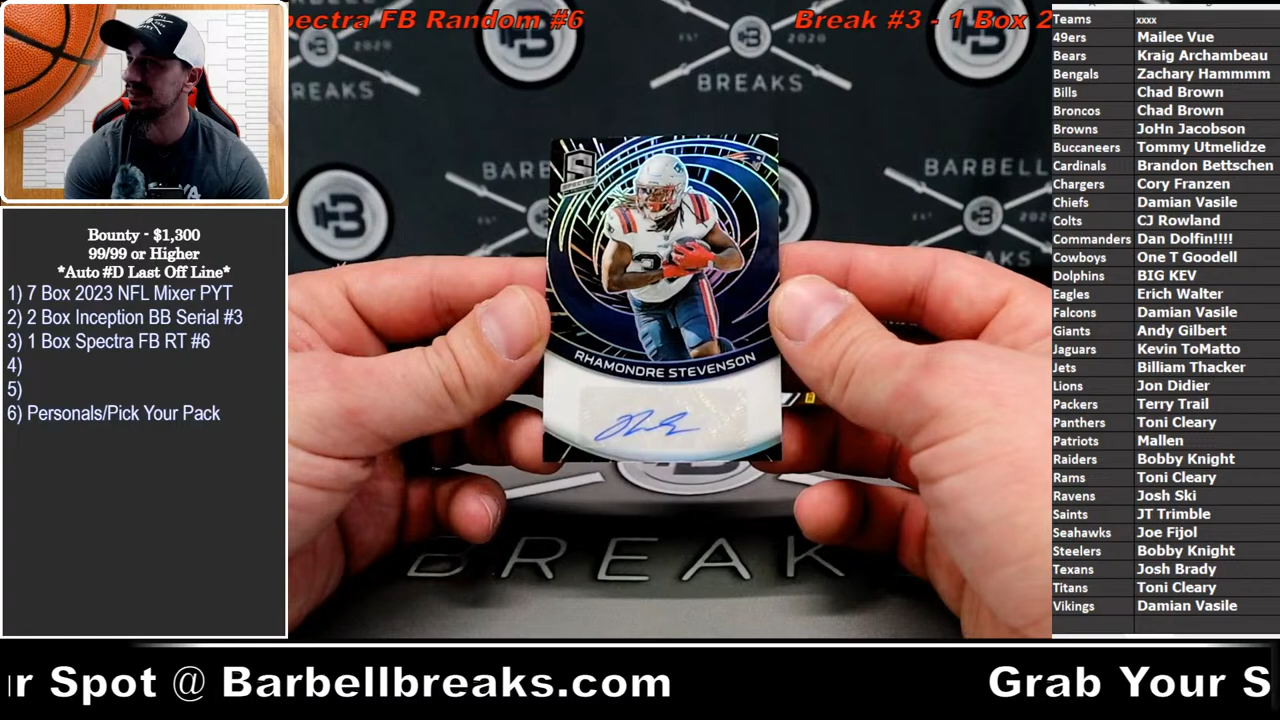 spectra FB Random #6
Break #3 - 1 Box 2
2020
BREAKS
BREAKS
BARBELL
BARBELL
EST
S
SPECTRA
RHAMONDRE STEVENSON
BREAK
Bounty - $1,300
99/99 or Higher
*Auto #D Last Off Line*
1) 7 Box 2023 NFL Mixer PYT
2) 2 Box Inception BB Serial #3
3) 1 Box Spectra FB RT #6
4)
5)
6) Personals/Pick Your Pack
Teams xxxx
49ers Mailee Vue
Bears Kraig Archambeau
Bengals Zachary Hammmm
Bills Chad Brown
Broncos Chad Brown
Browns JoHn Jacobson
Buccaneers Tommy Utmelidze
Cardinals Brandon Bettschen
Chargers Cory Franzen
Chiefs Damian Vasile
Colts CJ Rowland
Commanders Dan Dolfin!!!!
Cowboys One T Goodell
Dolphins BIG KEV
Eagles Erich Walter
Falcons Damian Vasile
Giants Andy Gilbert
Jaguars Kevin ToMatto
Jets Billiam Thacker
Lions Jon Didier
Packers Terry Trail
Panthers Toni Cleary
Patriots Mallen
Raiders Bobby Knight
Rams Toni Cleary
Ravens Josh Ski
Saints JT Trimble
Seahawks Joe Fijol
Steelers Bobby Knight
Texans Josh Brady
Titans Toni Cleary
Vikings Damian Vasile
ur Spot @ Barbellbreaks.com
Grab Your S